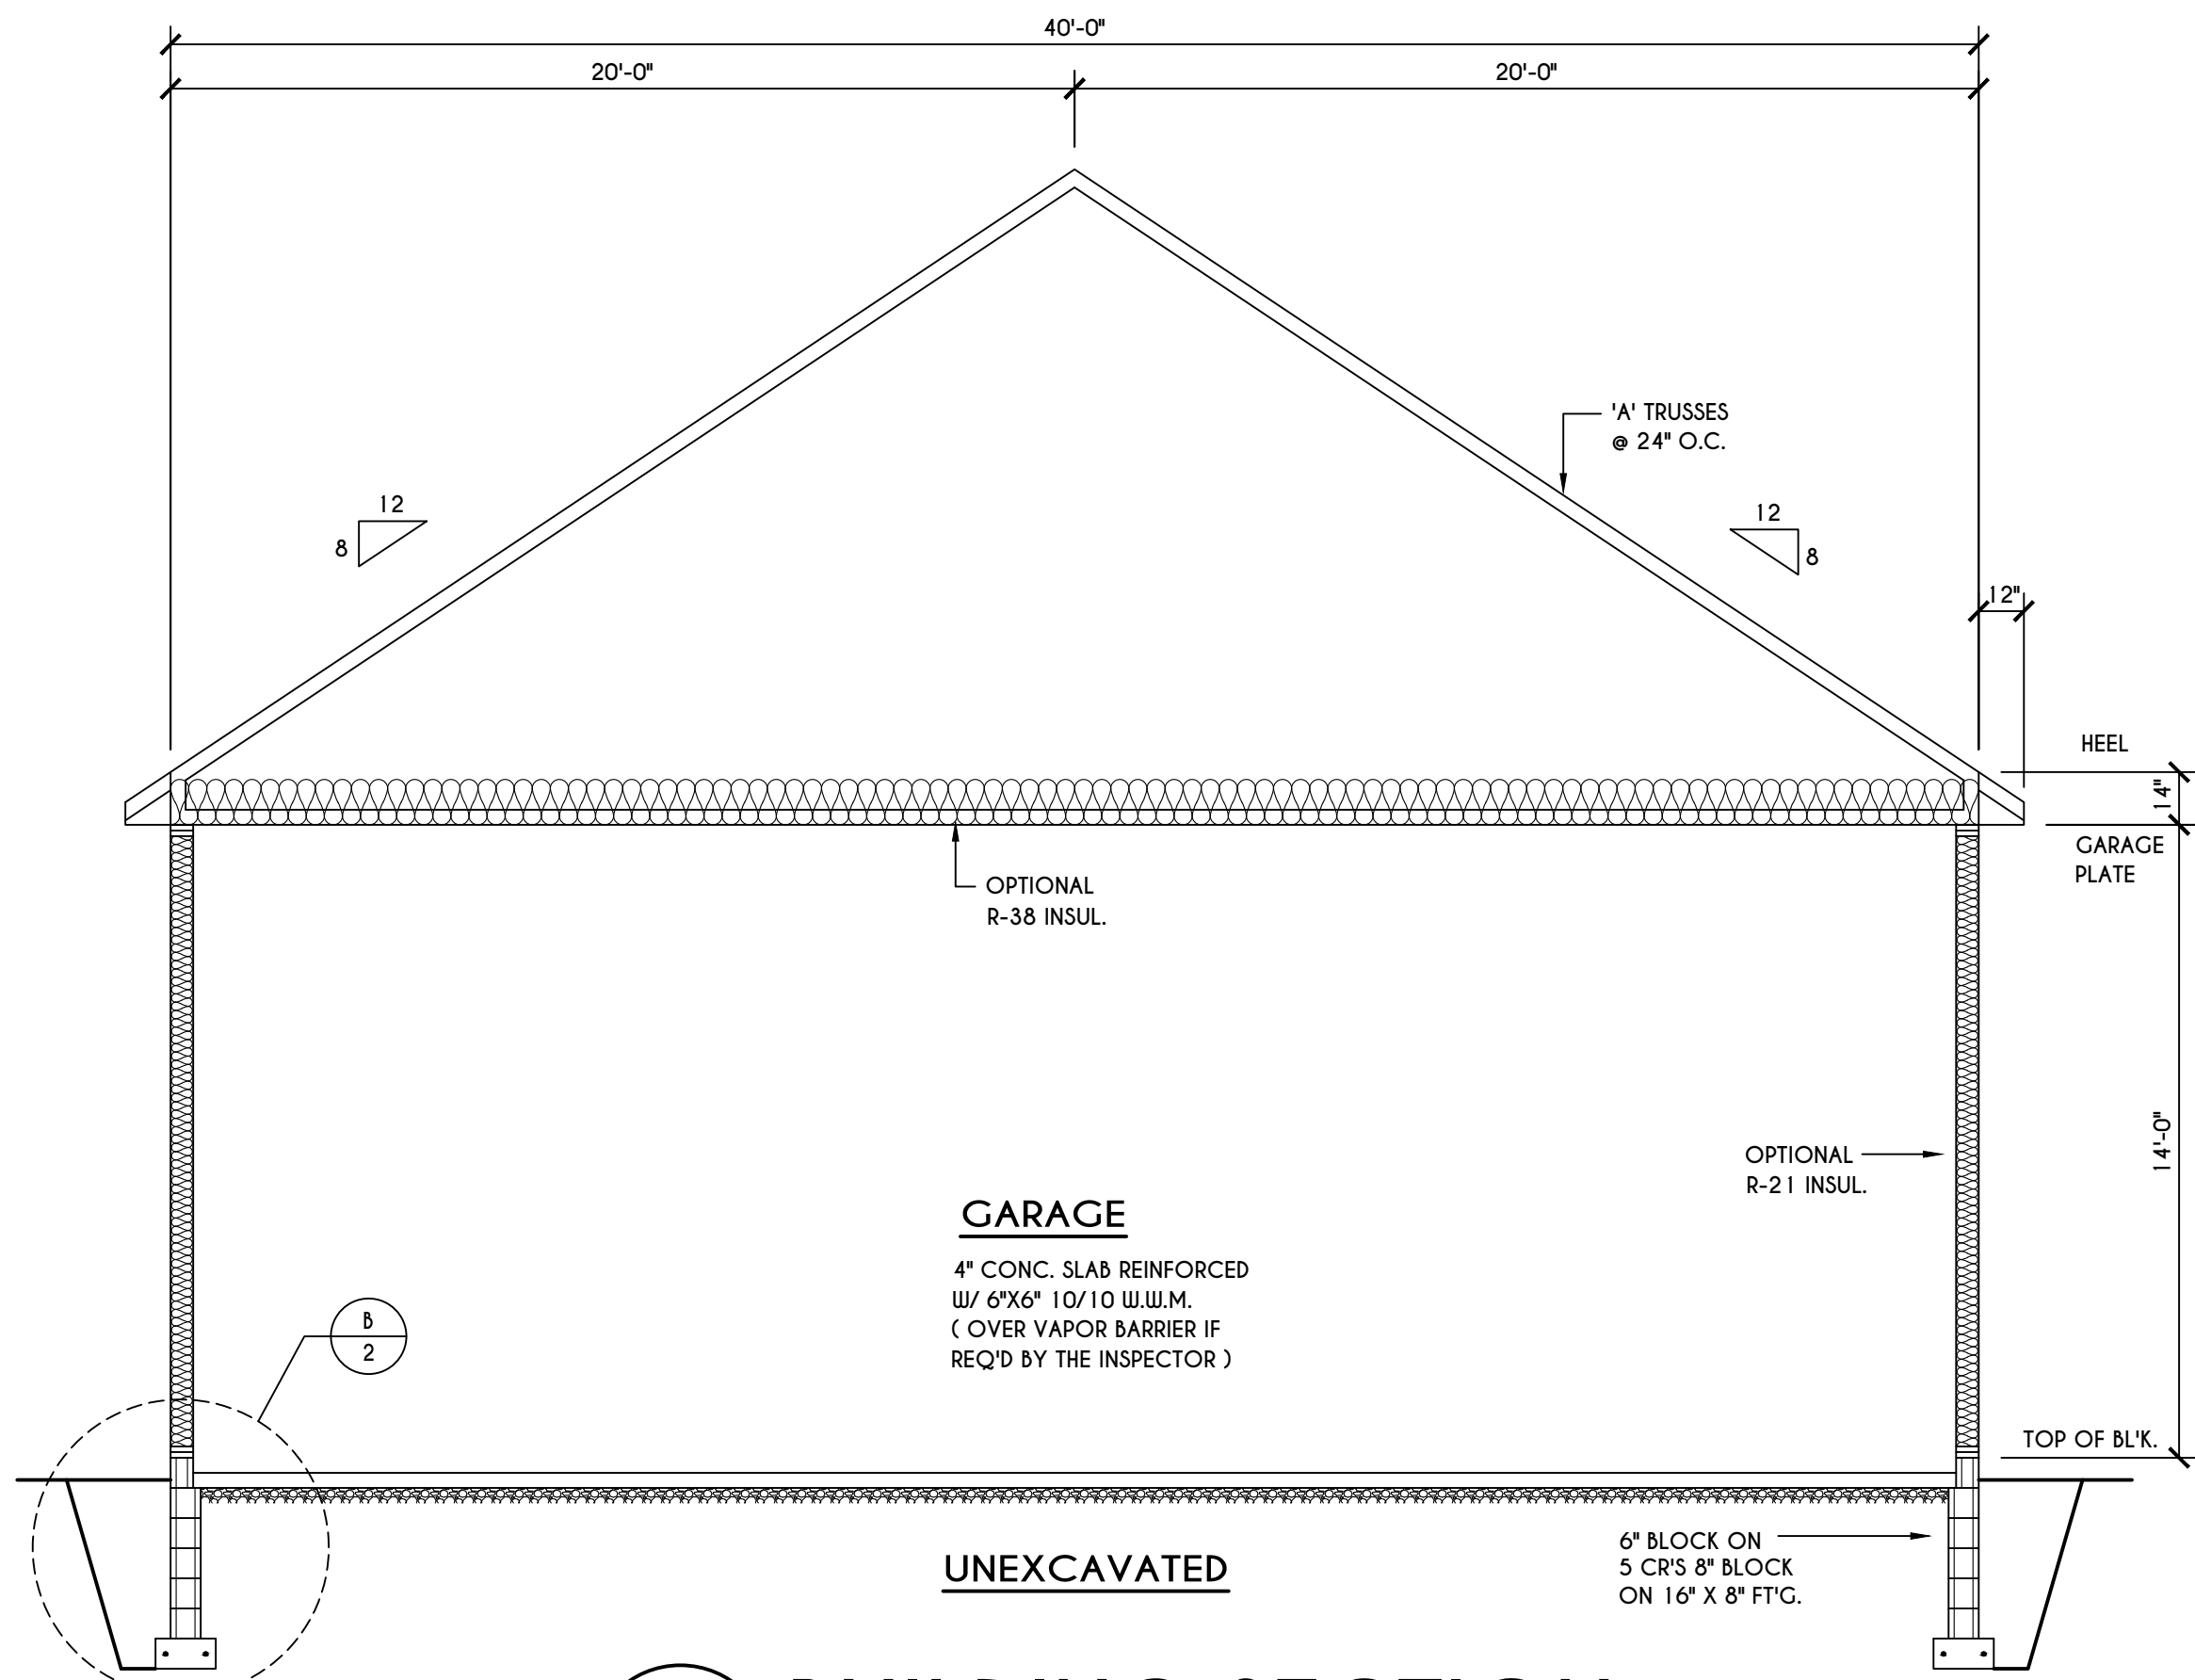 40'-0"
20'-0"
20'-0"
'A' TRUSSES
@ 24" O.C.
12
8
12
8
12"
HEEL
14"
GARAGE
PLATE
OPTIONAL
R-38 INSUL.
14'-0"
OPTIONAL
R-21 INSUL.
GARAGE
4" CONC. SLAB REINFORCED
W/ 6"X6" 10/10 W.W.M.
( OVER VAPOR BARRIER IF
REQ'D BY THE INSPECTOR )
B
2
TOP OF BL'K.
6" BLOCK ON
5 CR'S 8" BLOCK
ON 16" X 8" FT'G.
UNEXCAVATED
BUILDING SECTION